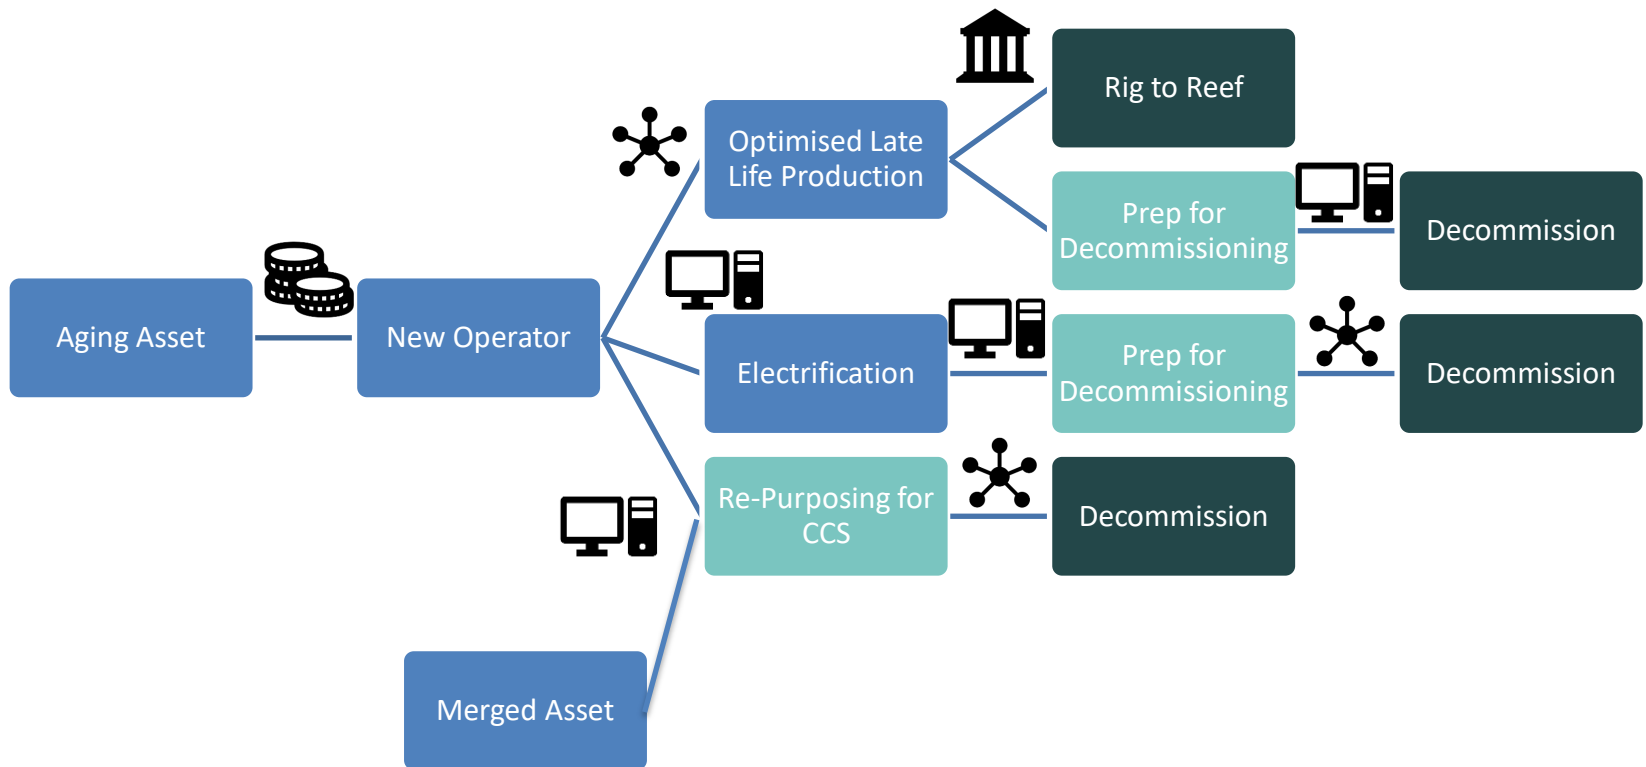 Aging Asset
New Operator
Optimised Late
Life Production
Rig to Reef
Prep for
Decommissioning
Decommission
Electrification
Prep for
Decommissioning
Decommission
Re-Purposing for
CCS
Decommission
Merged Asset